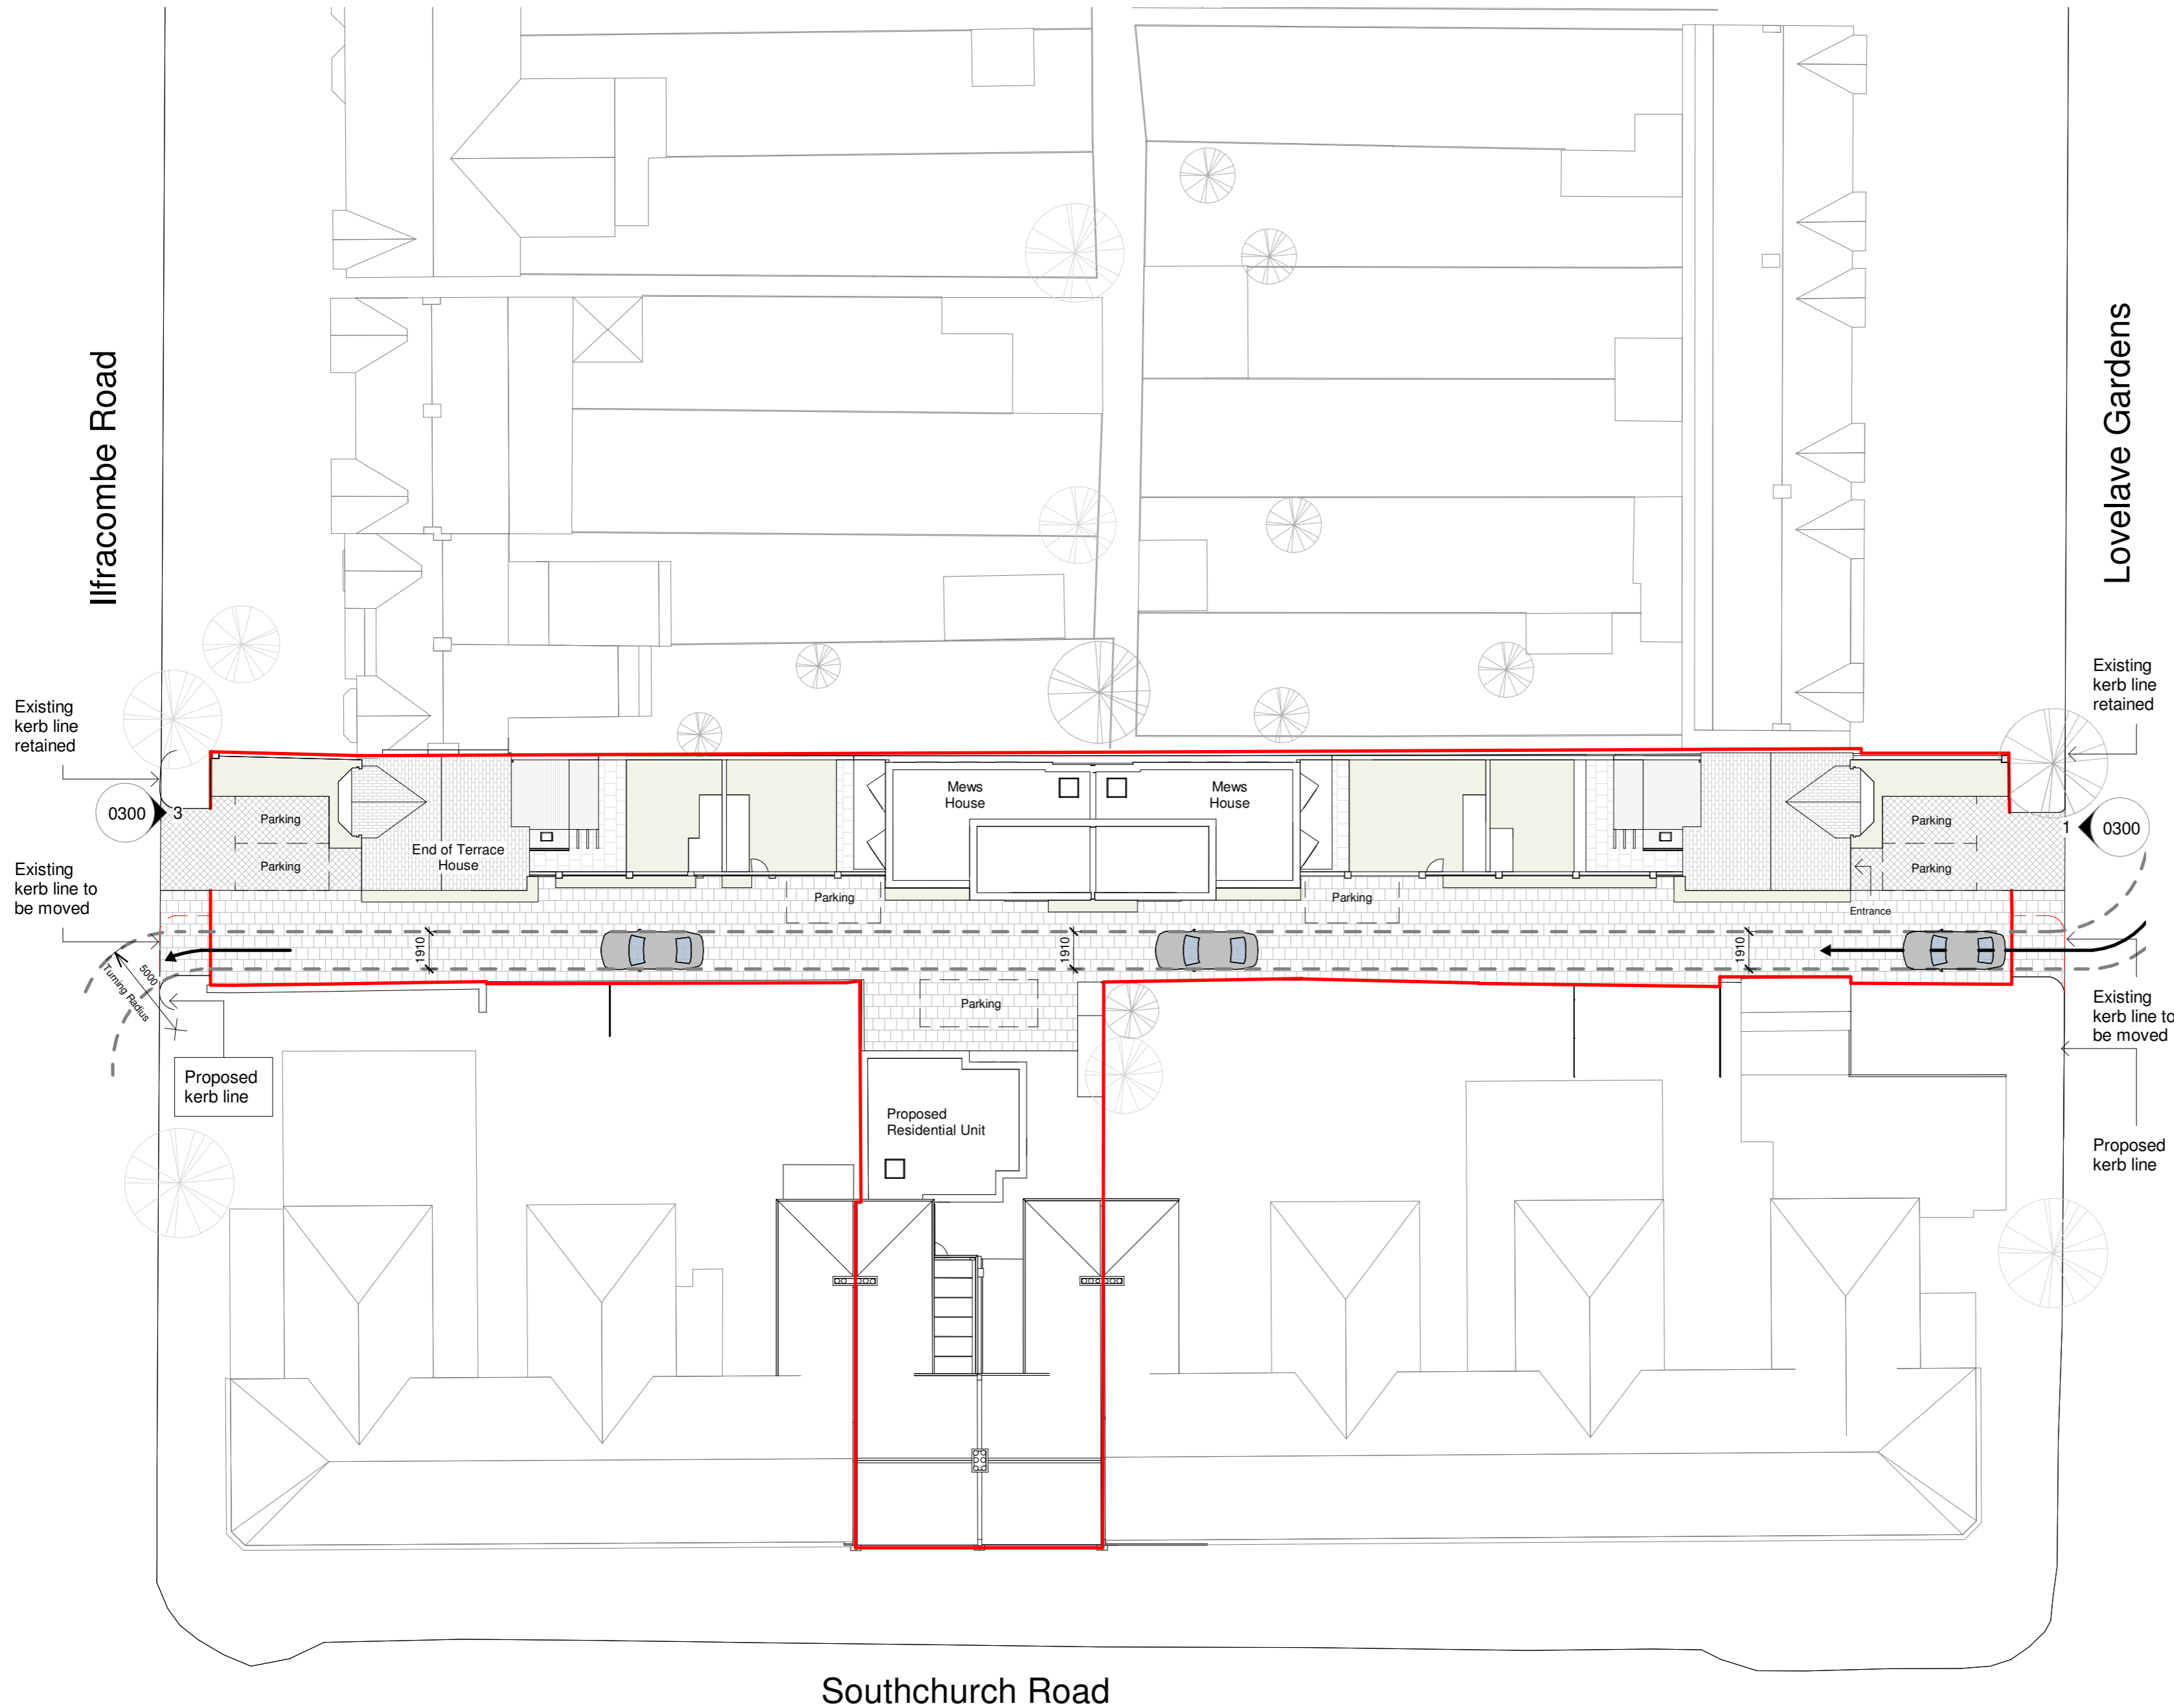 Ilfracombe Road
Lovelave Gardens
Existing
kerb line
retained
Existing
kerb line
retained
0300
3
1
0300
Parking
Parking
End of Terrace
House
Mews
House
Mews
House
Parking
Parking
Parking
Parking
Entrance
Existing
kerb line to
be moved
1910
1910
1910
5000
Turning Radius
Parking
Existing
kerb line to
be moved
Proposed
kerb line
Proposed
Residential Unit
Proposed
kerb line
Southchurch Road